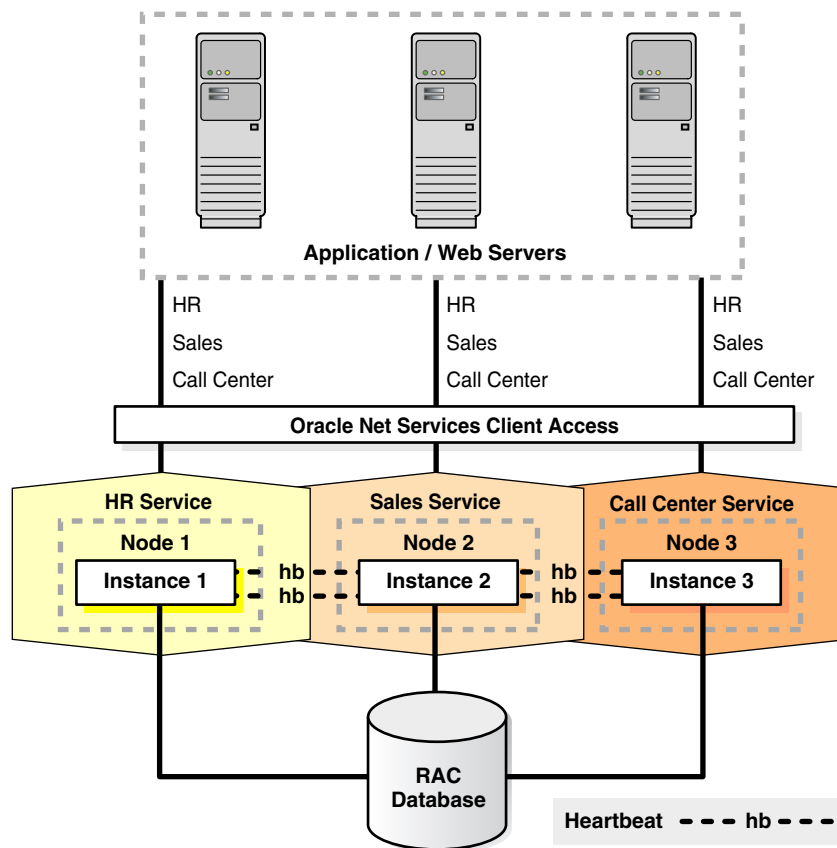 Application / Web Servers
HR
Sales
Call Center
HR
Sales
Call Center
HR
Sales
Call Center
Oracle Net Services Client Access
HR Service
Sales Service
Call Center Service
Node 1
Node 2
Node 3
Instance 1
hb
hb
Instance 2
hb
hb
Instance 3
RAC
Database
Heartbeat hb